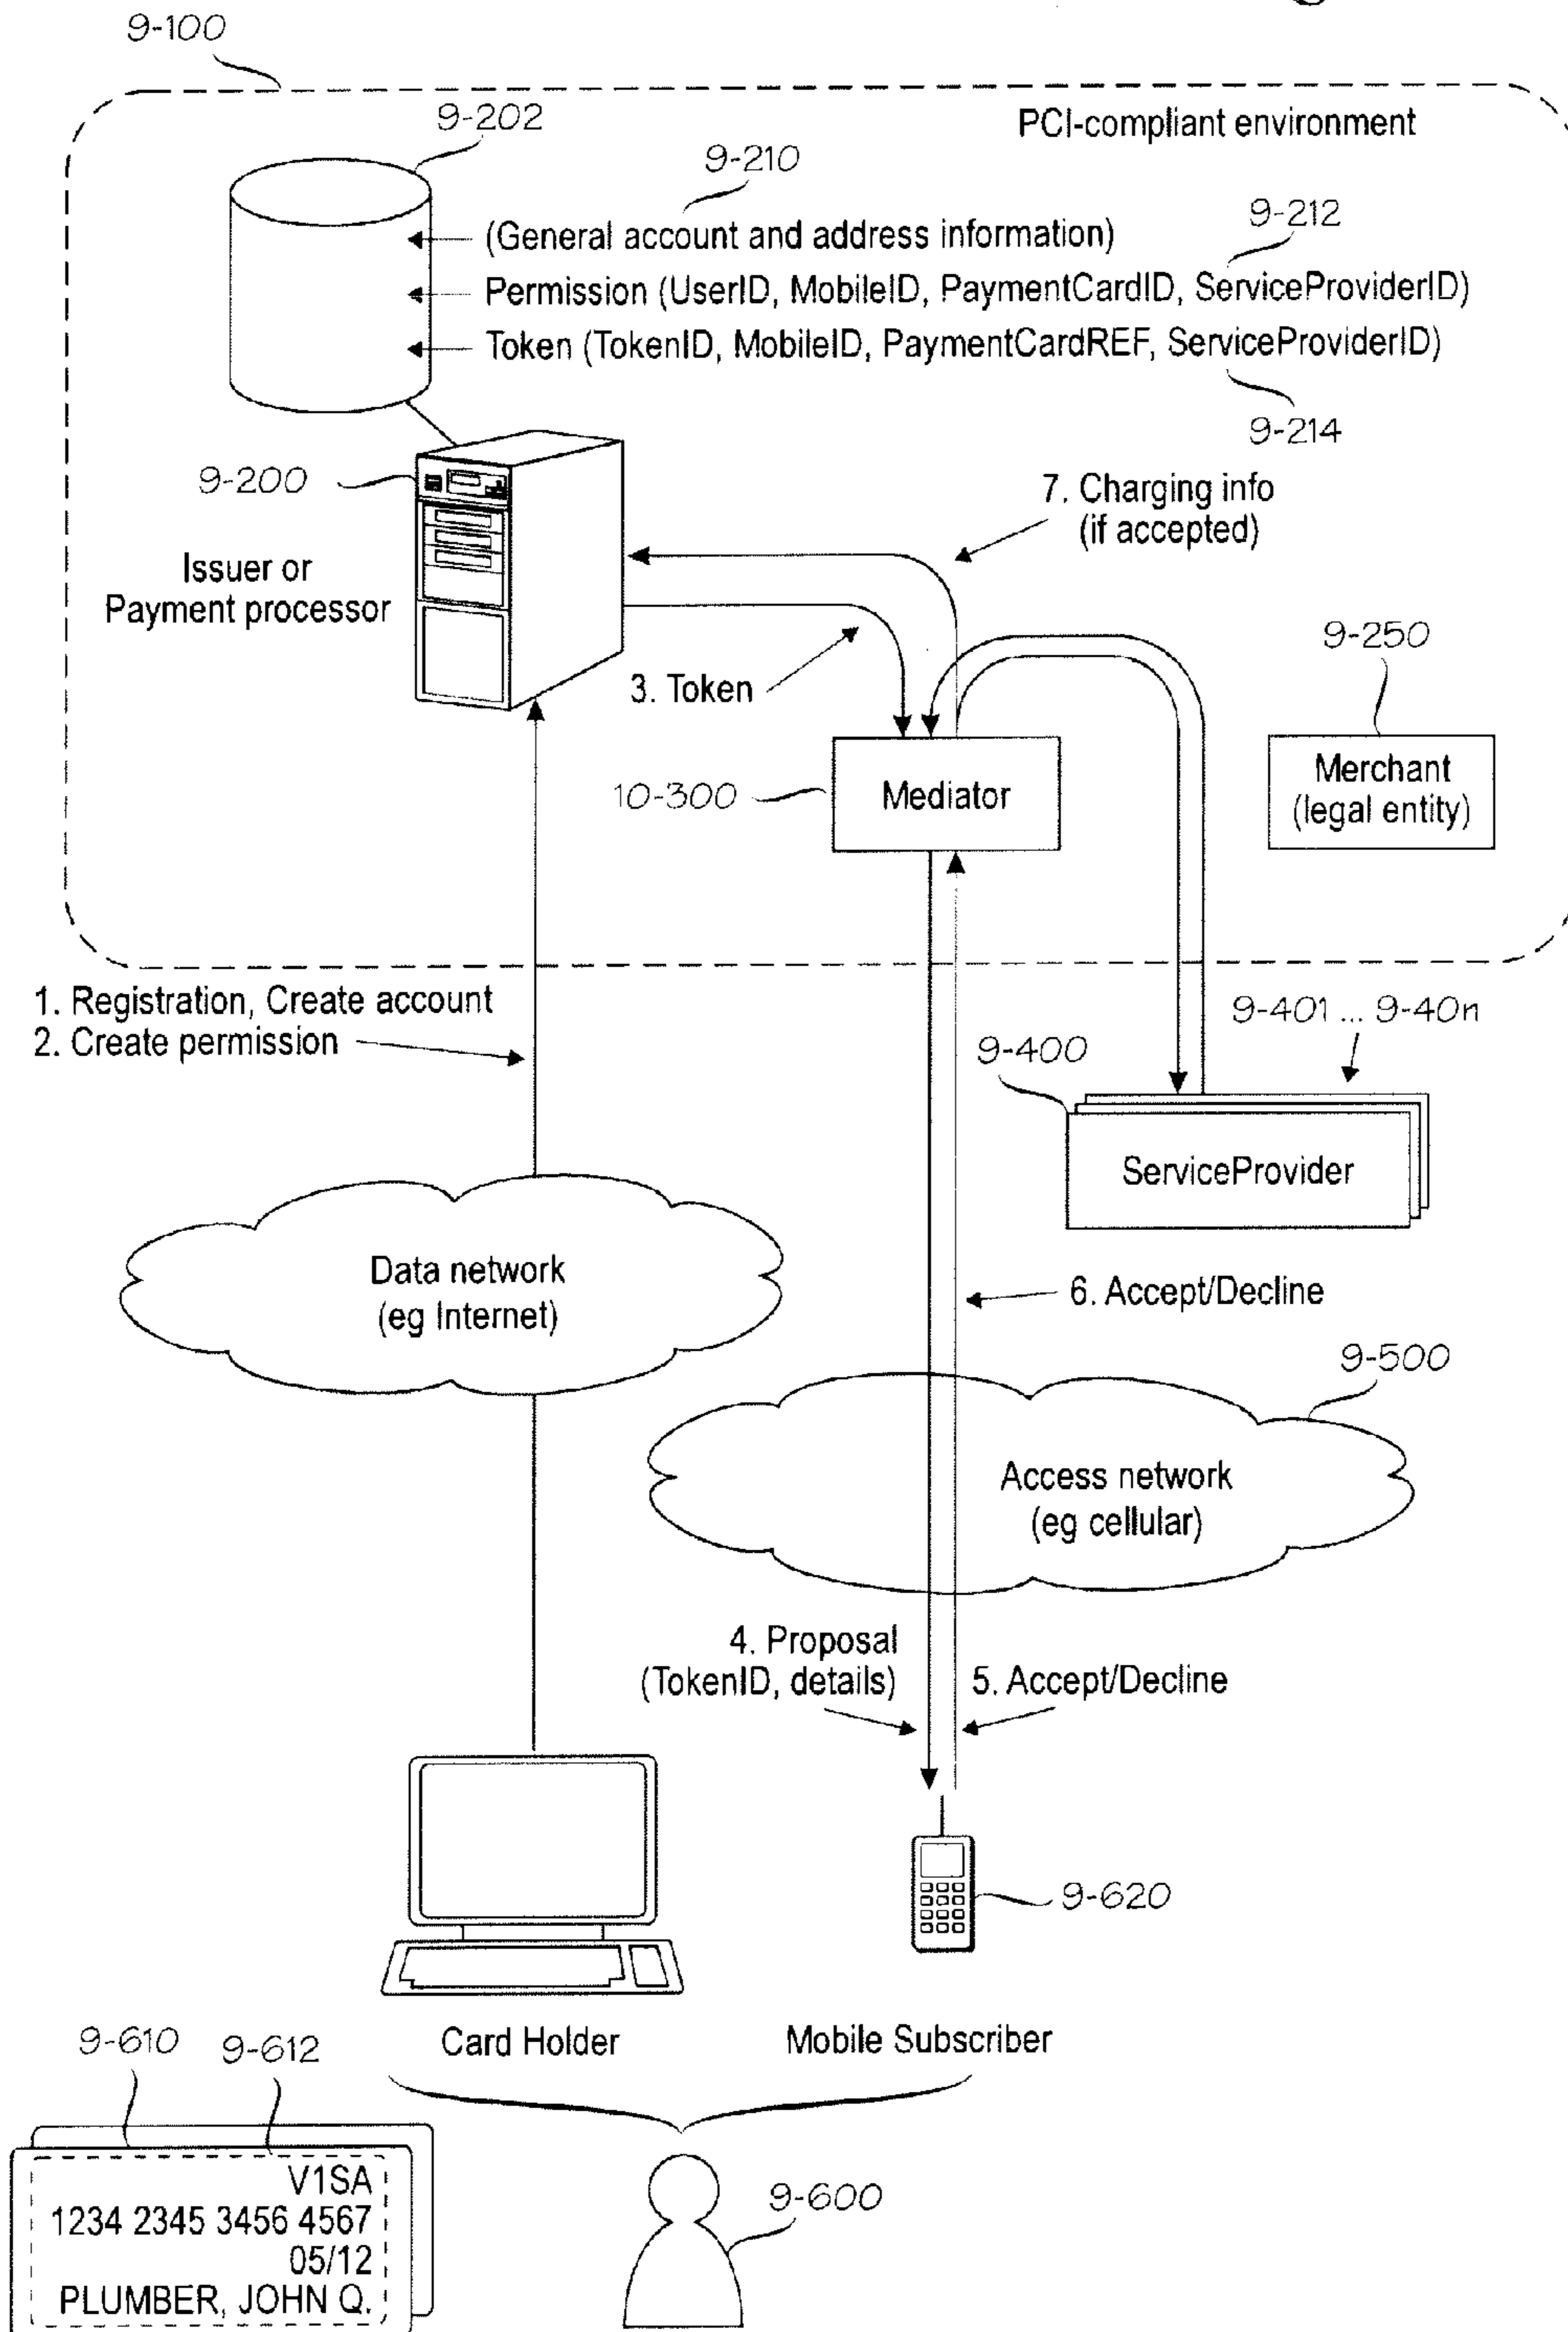 9-100
PCI-compliant environment
9-202
9-210
(General account and address information)
9-212
Permission (UserID, MobileID, PaymentCardID, ServiceProviderID)
Token (TokenID, MobileID, PaymentCardREF, ServiceProviderID)
9-214
9-200
Issuer or
Payment processor
7. Charging info
(if accepted)
3. Token
9-250
10-300
Mediator
Merchant
(legal entity)
1. Registration, Create account
2. Create permission
9-401 ... 9-40n
9-400
ServiceProvider
Data network
(eg Internet)
6. Accept/Decline
9-500
Access network
(eg cellular)
4. Proposal
(TokenID, details)
5. Accept/Decline
9-620
Card Holder
Mobile Subscriber
9-610
9-612
V1SA
1234 2345 3456 4567
05/12
PLUMBER, JOHN Q.
9-600